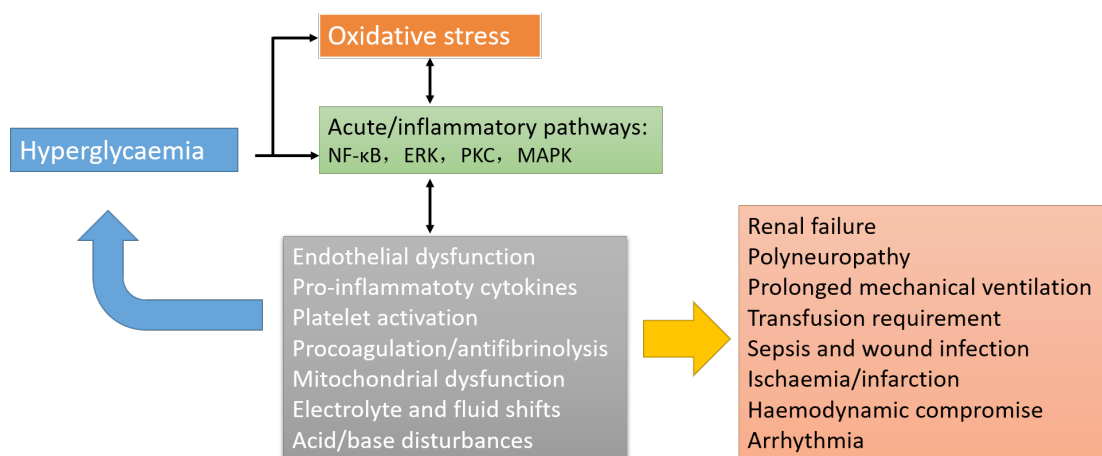 Oxidative stress
Hyperglycaemia
Acute/inflammatory pathways:
NF-κB，ERK，PKC，MAPK
Endothelial dysfunction
Pro-inflammatoty cytokines
Platelet activation
Procoagulation/antifibrinolysis
Mitochondrial dysfunction
Electrolyte and fluid shifts
Acid/base disturbances
Renal failure
Polyneuropathy
Prolonged mechanical ventilation
Transfusion requirement
Sepsis and wound infection
Ischaemia/infarction
Haemodynamic compromise
Arrhythmia